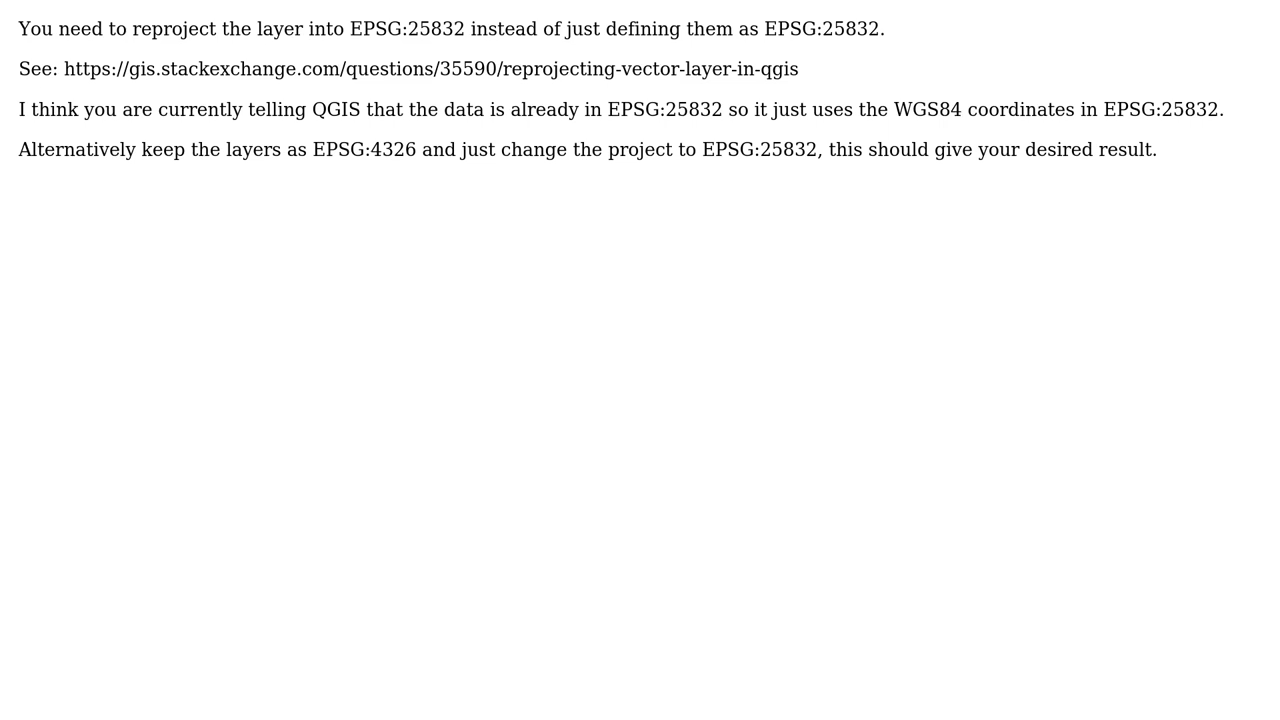 You need to reproject the layer into EPSG:25832 instead of just defining them as EPSG:25832.
See: https://gis.stackexchange.com/questions/35590/reprojecting-vector-layer-in-qgis
I think you are currently telling QGIS that the data is already in EPSG:25832 so it just uses the WGS84 coordinates in EPSG:25832.
Alternatively keep the layers as EPSG:4326 and just change the project to EPSG:25832, this should give your desired result.